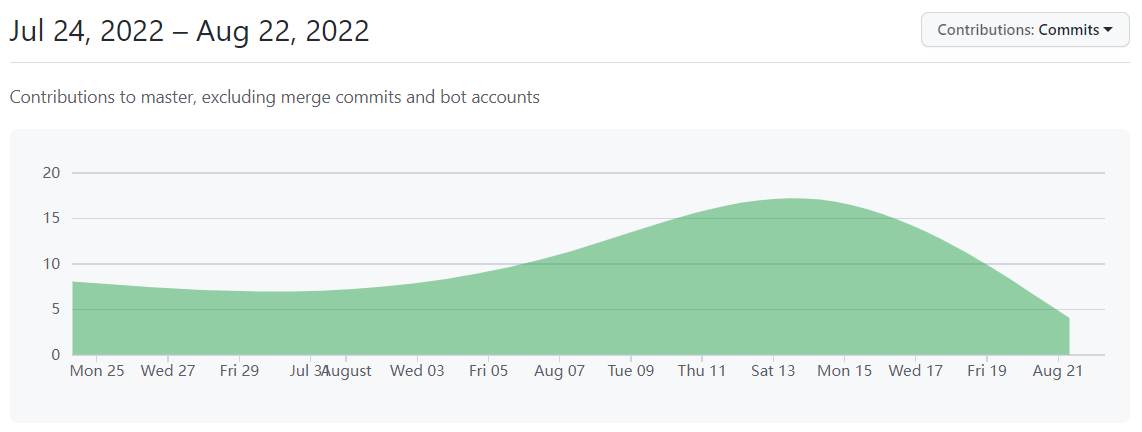 Jul 24, 2022 – Aug 22, 2022
Contributions: Commits
Contributions to master, excluding merge commits and bot accounts
20
15
10
5
0
Mon 25 Wed 27 Fri 29 Jul 31 August Wed 03 Fri 05 Aug 07 Tue 09 Thu 11 Sat 13 Mon 15 Wed 17 Fri 19 Aug 21